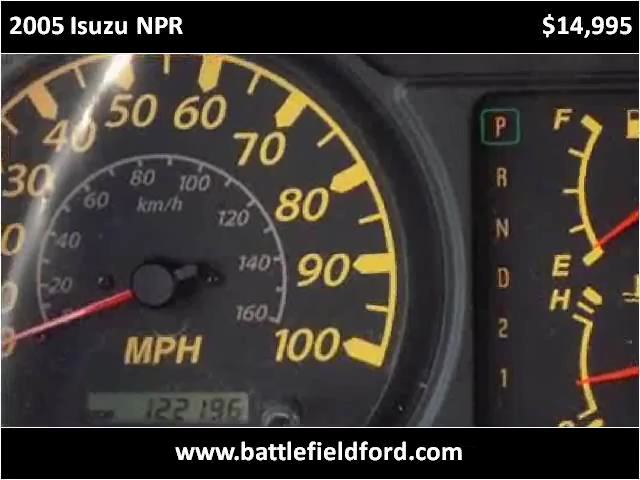 2005 Isuzu NPR $14,995
50 60
40 70
30 80
80 100
60 km/h 120
40 140
20 160
90
100
MPH
122196
P
R
N
D
2
1
F
E
H
www.battlefieldford.com